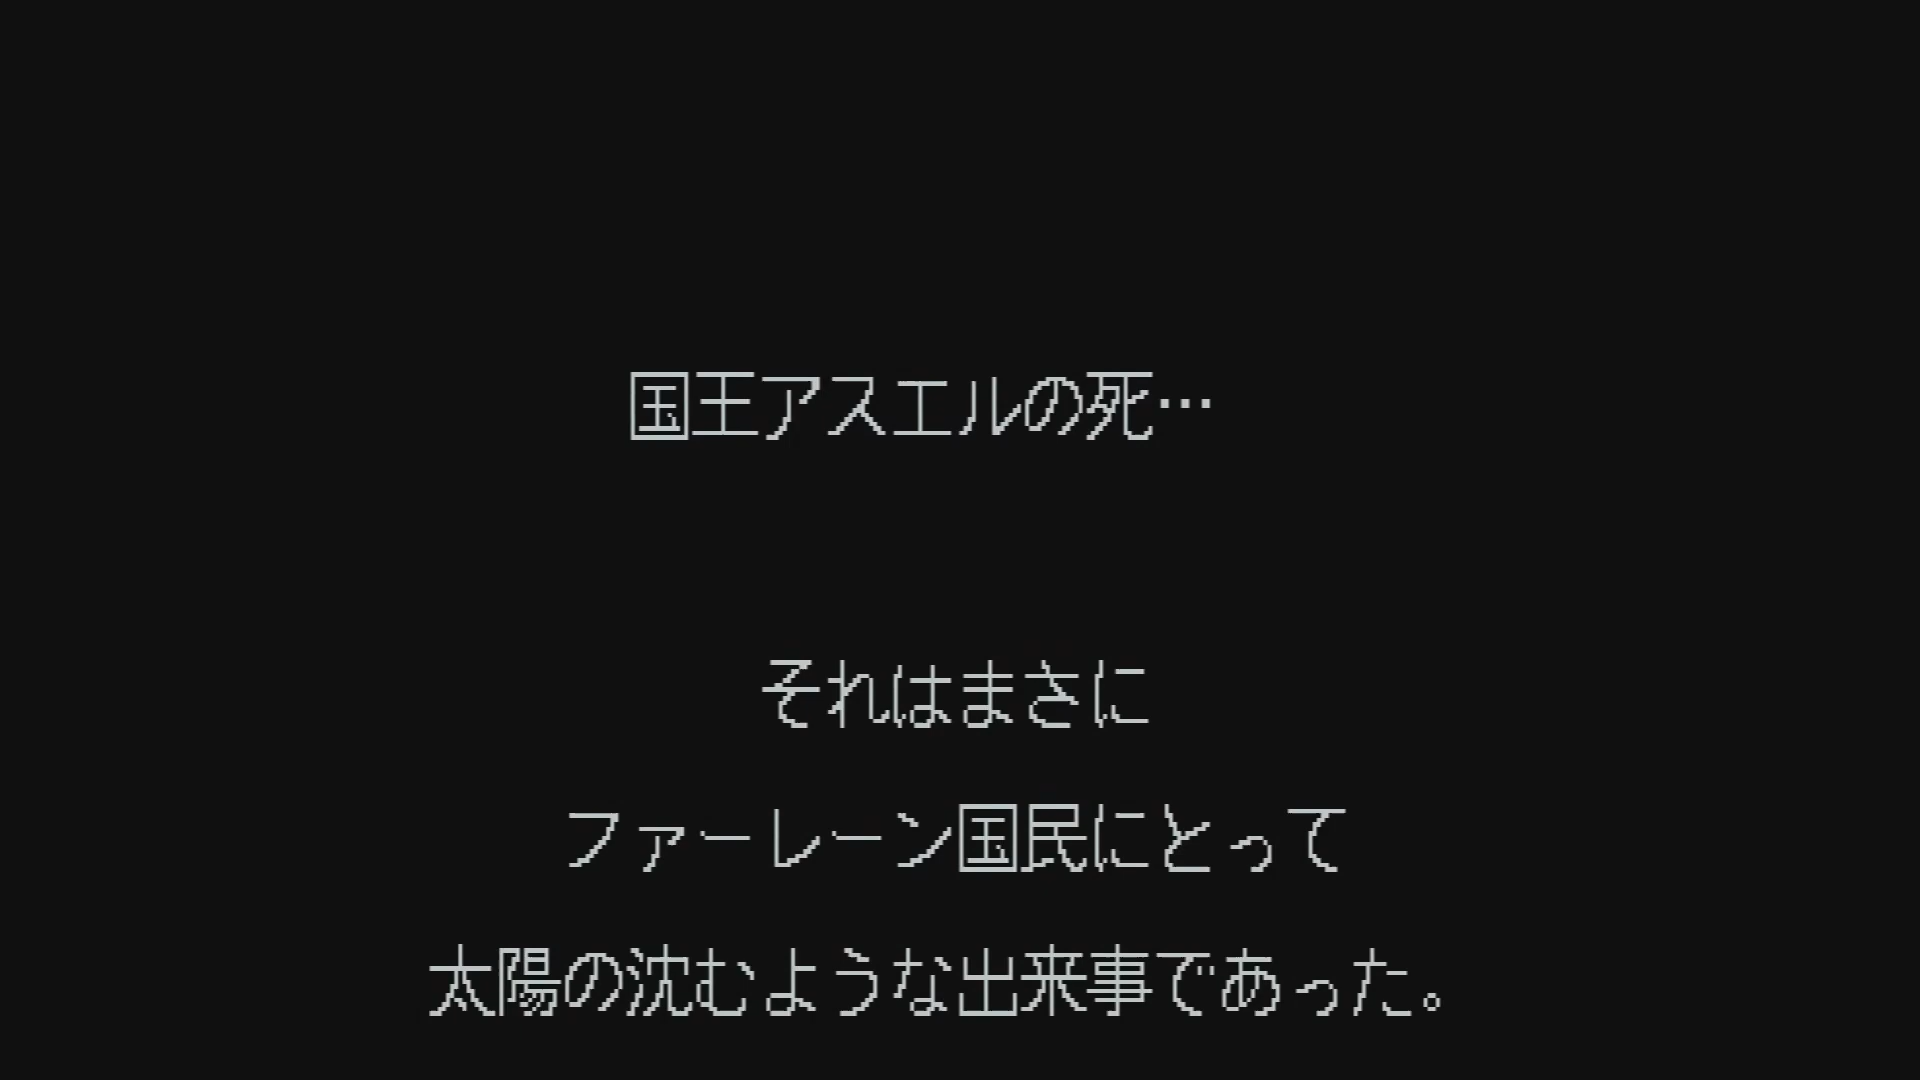 国王アスエルの死…
それはまさに
ファーレーン国民にとって
太陽の沈むような出来事であった。